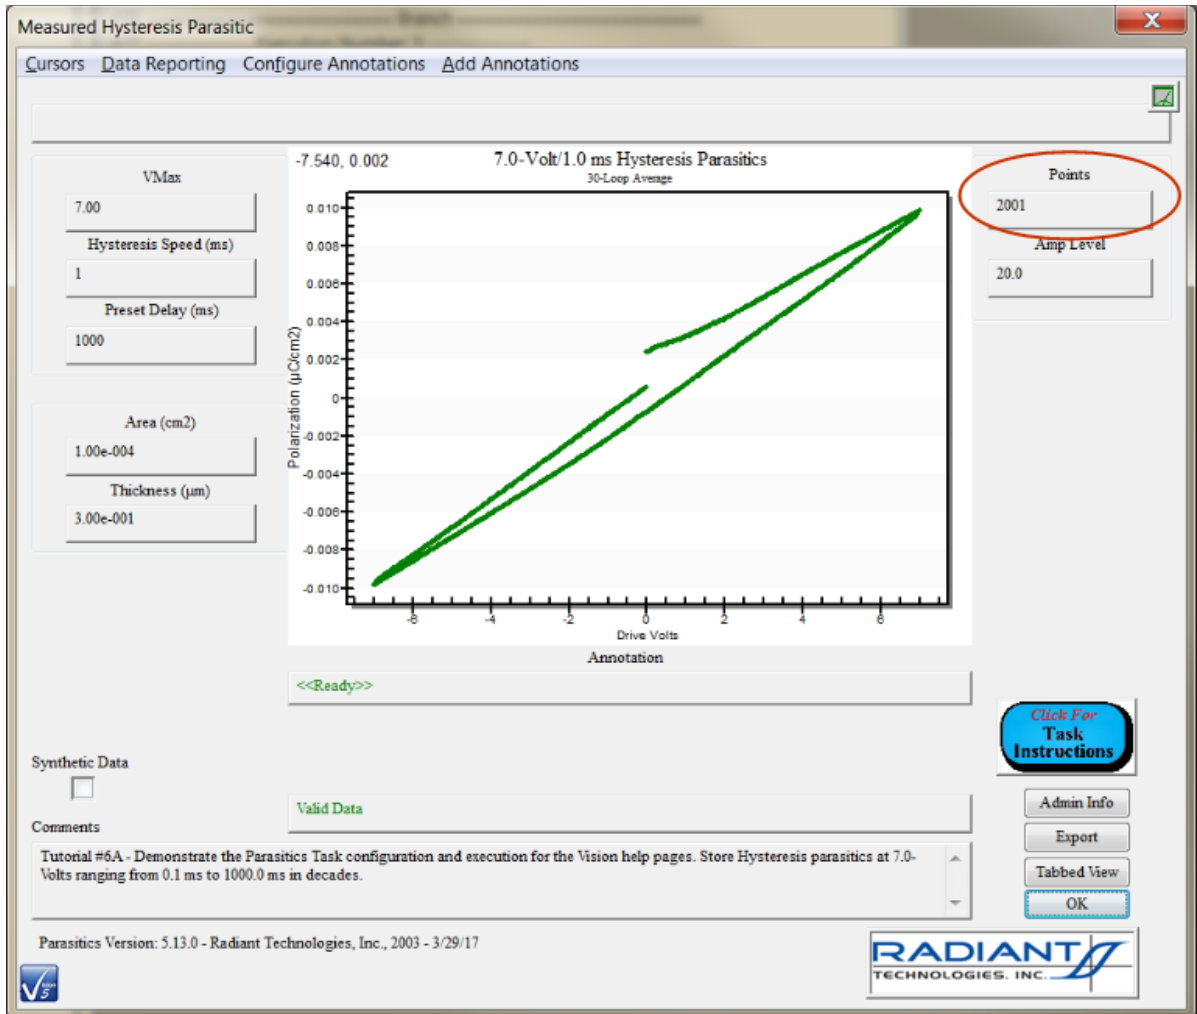 Branch
Measured Hysteresis Parasitic
X
Cursors Data Reporting Configure Annotations Add Annotations
VMax
7.00
Hysteresis Speed (ms)
1
Preset Delay (ms)
1000
Area (cm2)
1.00e-004
Thickness (µm)
3.00e-001
-7.540, 0.002
7.0-Volt/1.0 ms Hysteresis Parasitics
30-Loop Average
0.010
0.008
0.006
0.004
0.002
0
-0.002
-0.004
-0.006
-0.008
-0.010
Polarization (µC/cm2)
-6 -4 -2 0 2 4 6
Drive Volts
Points
2001
Amp Level
20.0
Annotation
<<Ready>>
Click For
Task
Instructions
Synthetic Data
Valid Data
Comments
Tutorial #6A - Demonstrate the Parasitics Task configuration and execution for the Vision help pages. Store Hysteresis parasitics at 7.0-
Volts ranging from 0.1 ms to 1000.0 ms in decades.
Admin Info
Export
Tabbed View
OK
Parasitics Version: 5.13.0 - Radiant Technologies, Inc., 2003 - 3/29/17
RADIANT
TECHNOLOGIES, INC.